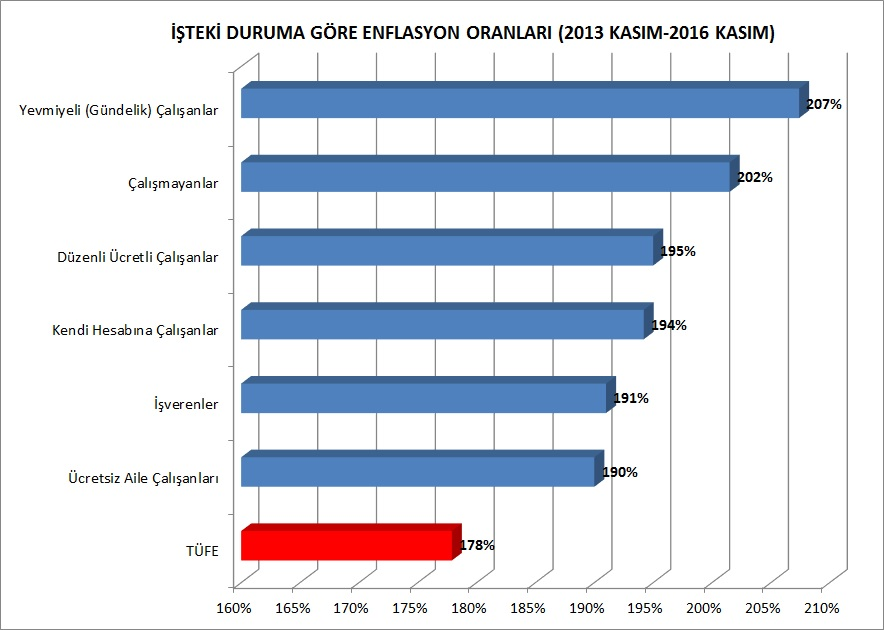 İŞTEKİ DURUMA GÖRE ENFLASYON ORANLARI (2013 KASIM-2016 KASIM)
Yevmiyeli (Gündelik) Çalışanlar 207%
Çalışmayanlar 202%
Düzenli Ücretli Çalışanlar 195%
Kendi Hesabına Çalışanlar 194%
İşverenler 191%
Ücretsiz Aile Çalışanları 190%
TÜFE 178%
160% 165% 170% 175% 180% 185% 190% 195% 200% 205% 210%